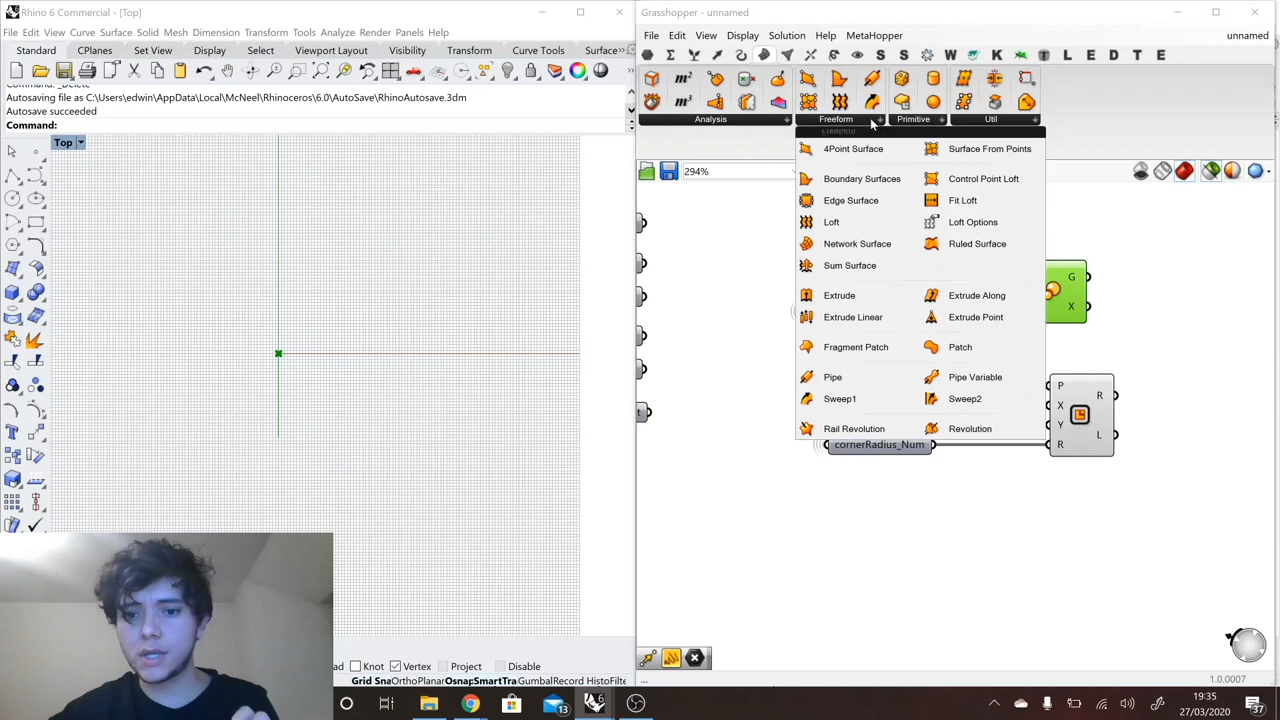 Rhino 6 Commercial - [Top]
File Edit View Curve Surface Solid Mesh Dimension Transform Tools Analyze Render Panels Help
Standard CPlanes Set View Display Select Viewport Layout Visibility Transform Curve Tools Surface
Autosaving file as C:\Users\edwin\AppData\Local\McNeel\Rhinoceros\6.0\AutoSave\RhinoAutosave.3dm
Autosave succeeded
Command:
Top
Knot Vertex Project Disable
Grid Sna OrthoPlanar OsnapSmartTra GumbalRecord HistoFilte
Grasshopper - unnamed
File Edit View Display Solution Help MetaHopper unnamed
S S W K L E D T E
Analysis Freeform Primitive Util
294%
Freeform
4Point Surface Surface From Points
Boundary Surfaces Control Point Loft
Edge Surface Fit Loft
Loft Loft Options
Network Surface Ruled Surface
Sum Surface
Extrude Extrude Along
Extrude Linear Extrude Point
Fragment Patch Patch
Pipe Pipe Variable
Sweep1 Sweep2
Rail Revolution Revolution
G
X
P
X
Y
R
R
L
cornerRadius_Num
...
1.0.0007
13
19:35
27/03/2020
37